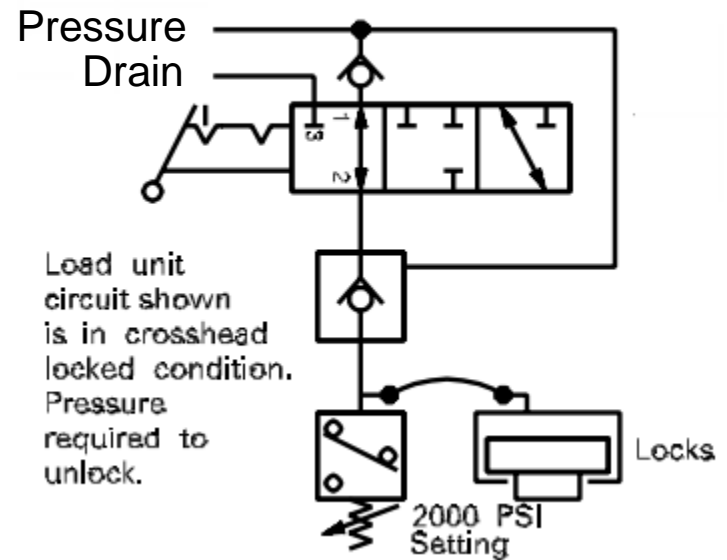 Pressure
Drain
1
3
2
Load unit
circuit shown
is in crosshead
locked condition.
Pressure
required to
unlock.
Locks
2000 PSI
Setting